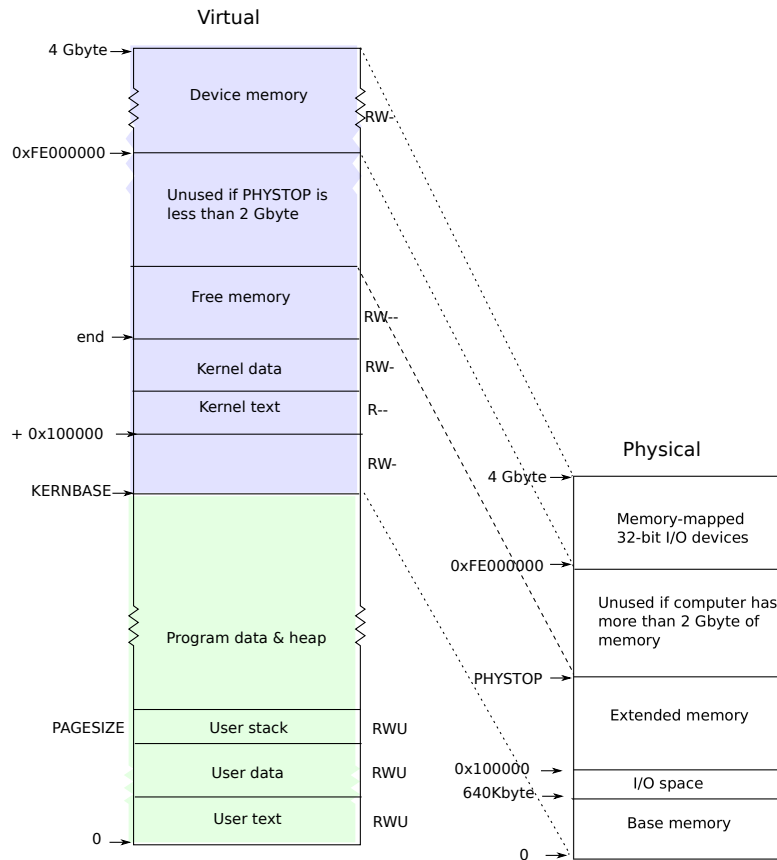 Virtual
4 Gbyte
Device memory
RW-
0xFE000000
Unused if PHYSTOP is
less than 2 Gbyte
Free memory
RW--
end
Kernel data
RW-
Kernel text
R--
+ 0x100000
RW-
KERNBASE
Program data & heap
PAGESIZE
User stack
RWU
User data
RWU
User text
RWU
0
Physical
4 Gbyte
Memory-mapped
32-bit I/O devices
0xFE000000
Unused if computer has
more than 2 Gbyte of
memory
PHYSTOP
Extended memory
0x100000
I/O space
640Kbyte
Base memory
0